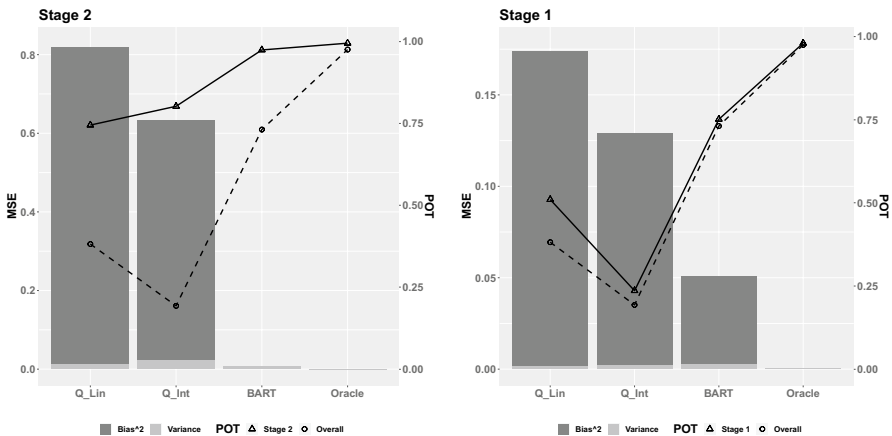 Stage 2
0.8
0.6
0.4
0.2
0.0
MSE
1.00
0.75
0.50
0.25
0.00
POT
Q_Lin Q_Int BART Oracle
Bias^2 Variance POT Stage 2 Overall
Stage 1
0.15
0.10
0.05
0.00
MSE
1.00
0.75
0.50
0.25
0.00
POT
Q_Lin Q_Int BART Oracle
Bias^2 Variance POT Stage 1 Overall